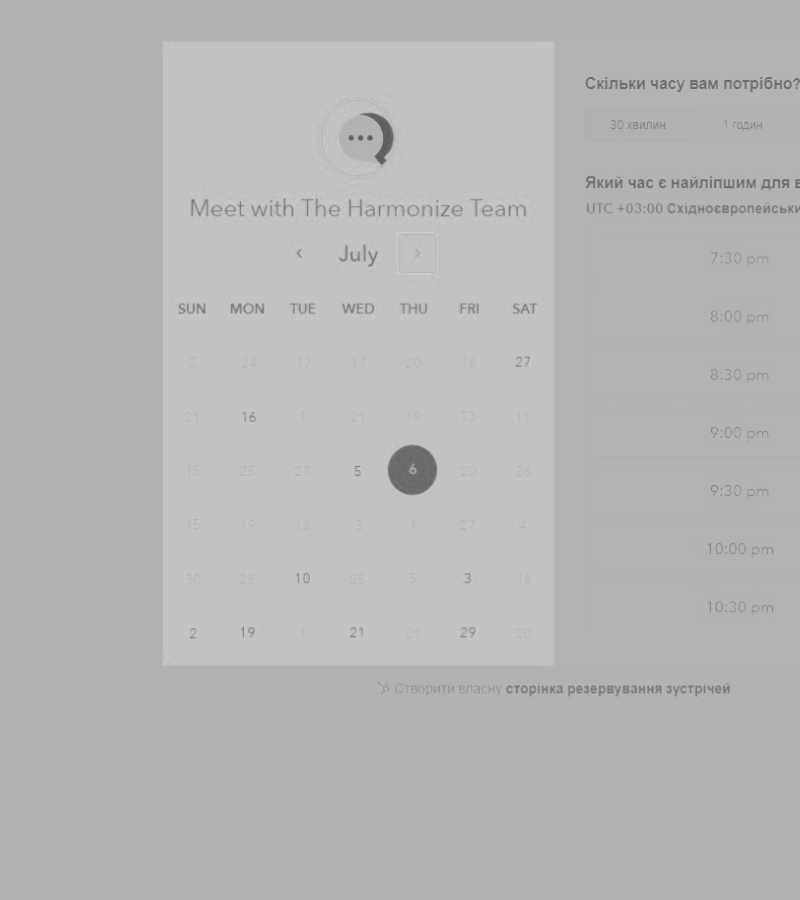 Meet with The Harmonize Team
July
SUN MON TUE WED THU FRI SAT
2 24 17 17 20 16 27
21 16 1 21 19 13 11
15 25 27 5 6 20 26
15 19 18 3 1 27 4
30 25 10 25 5 3 16
2 19 1 21 21 29 20
Скільки часу вам потрібно?
30 хвилин 1 годин
Який час є найліпшим для
UTC +03:00 Східноєвропейськи
7:30 pm
8:00 pm
8:30 pm
9:00 pm
9:30 pm
10:00 pm
10:30 pm
Створити власну сторінка резервування зустрічей